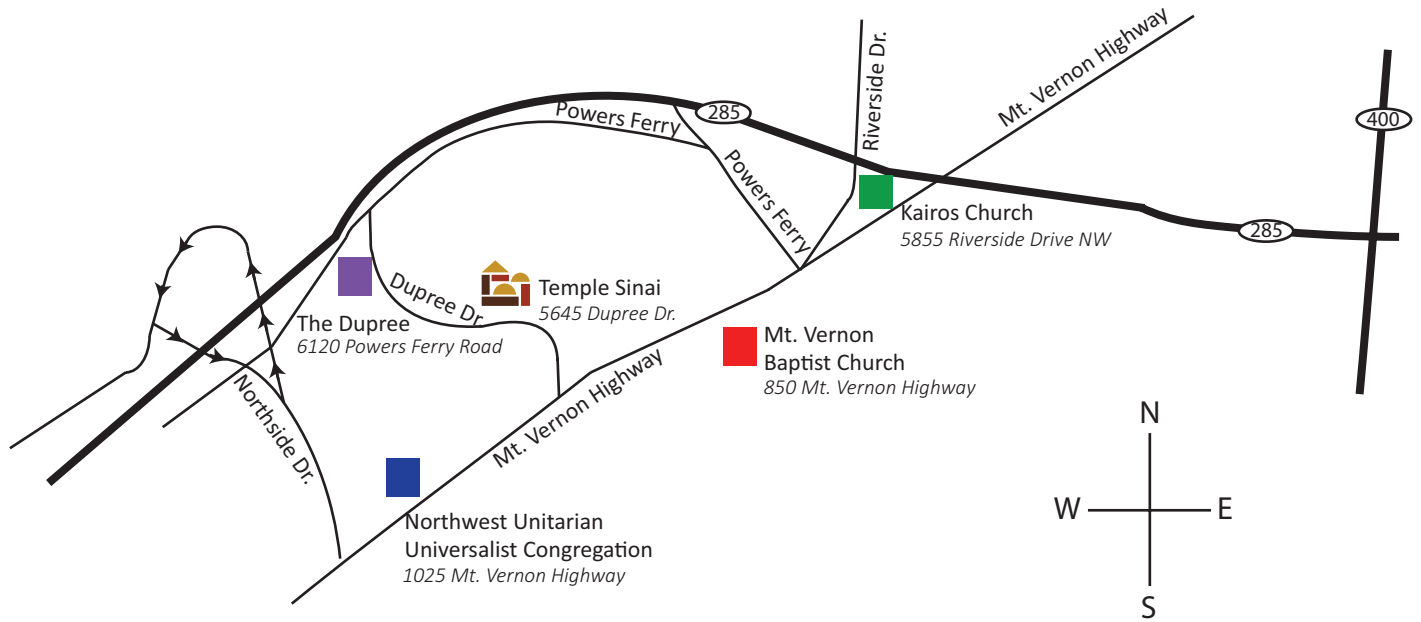 Riverside Dr.
Mt. Vernon Highway
285
400
Powers Ferry
Powers Ferry
Kairos Church
5855 Riverside Drive NW
285
Dupree Dr.
Temple Sinai
5645 Dupree Dr.
The Dupree
6120 Powers Ferry Road
Mt. Vernon
Baptist Church
850 Mt. Vernon Highway
Northside Dr.
Mt. Vernon Highway
N
W
E
S
Northwest Unitarian
Universalist Congregation
1025 Mt. Vernon Highway